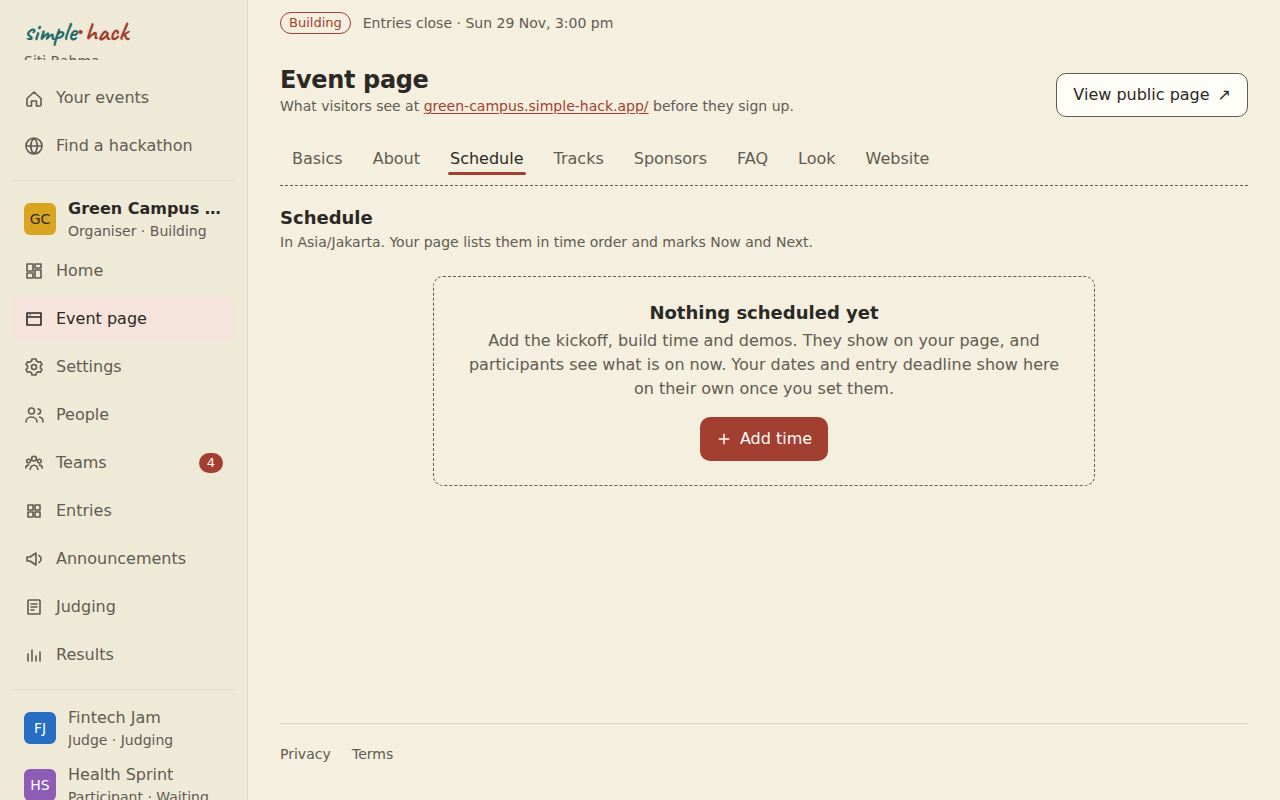 simple·hack
Siti Rahma
Your events
Find a hackathon
GC
Green Campus ...
Organiser · Building
Home
Event page
Settings
People
Teams
4
Entries
Announcements
Judging
Results
FJ
Fintech Jam
Judge · Judging
HS
Health Sprint
Participant · Waiting
Building
Entries close · Sun 29 Nov, 3:00 pm
Event page
What visitors see at green-campus.simple-hack.app/ before they sign up.
View public page ↗
Basics
About
Schedule
Tracks
Sponsors
FAQ
Look
Website
Schedule
In Asia/Jakarta. Your page lists them in time order and marks Now and Next.
Nothing scheduled yet
Add the kickoff, build time and demos. They show on your page, and
participants see what is on now. Your dates and entry deadline show here
on their own once you set them.
+ Add time
Privacy
Terms